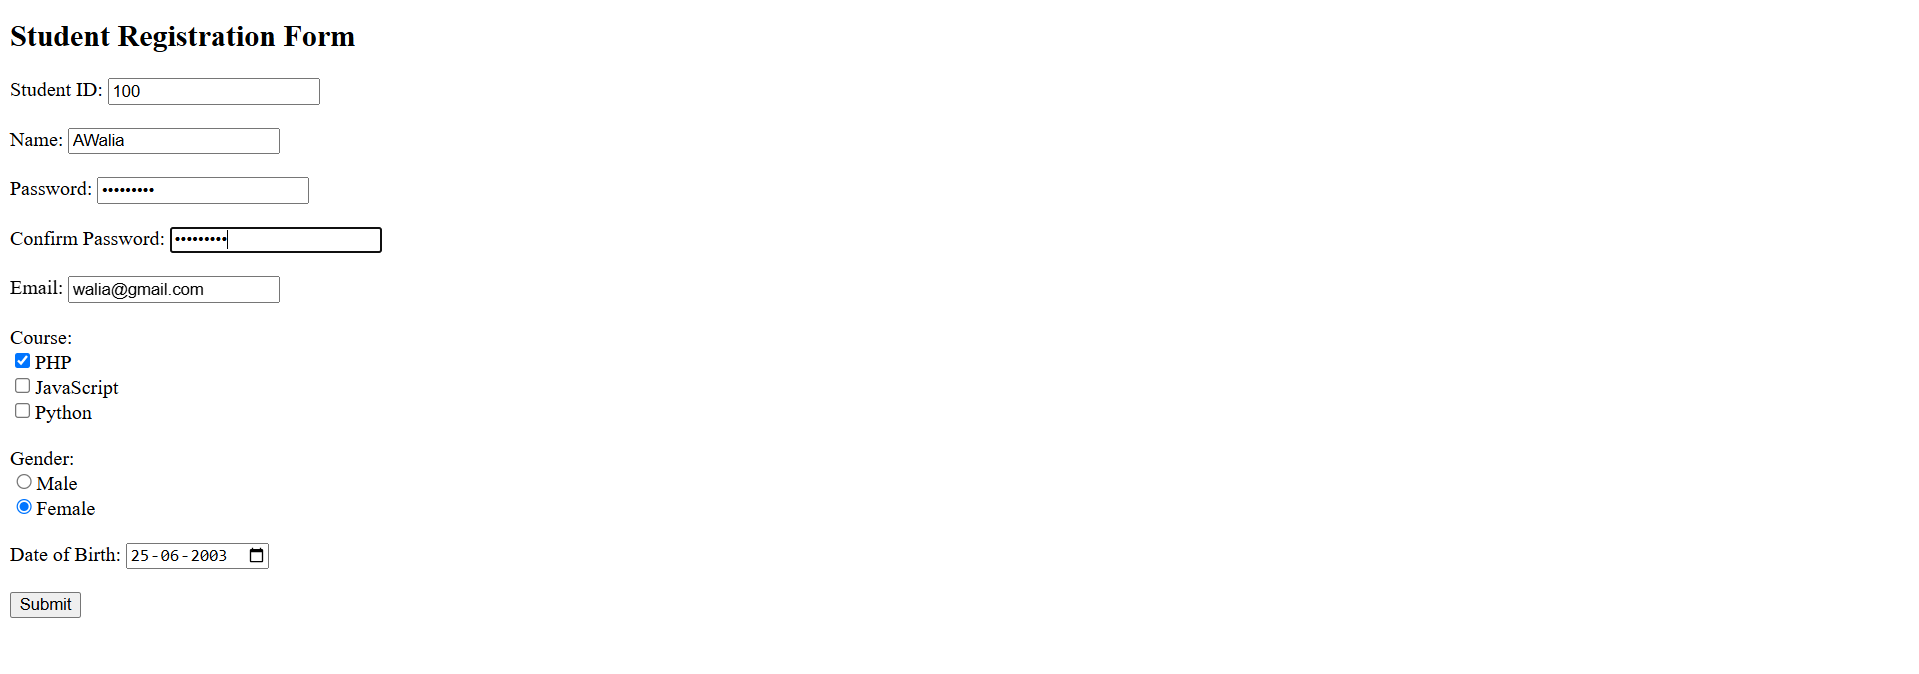 Student Registration Form
Student ID: 100
Name: AWalia
Password: •••••••••
Confirm Password: •••••••••
Email: walia@gmail.com
Course:
PHP
JavaScript
Python
Gender:
Male
Female
Date of Birth: 25-06-2003
Submit